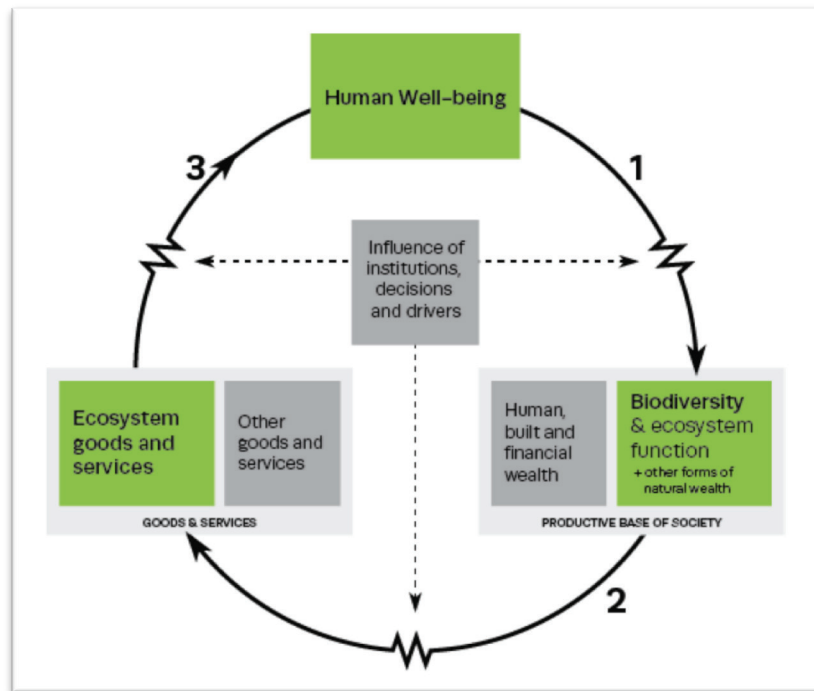 Human Well-being
3
1
Influence of
institutions,
decisions
and drivers
Ecosystem
goods and
services
Other
goods and
services
GOODS & SERVICES
Human,
built and
financial
wealth
Biodiversity
& ecosystem
function
+ other forms of
natural wealth
PRODUCTIVE BASE OF SOCIETY
2